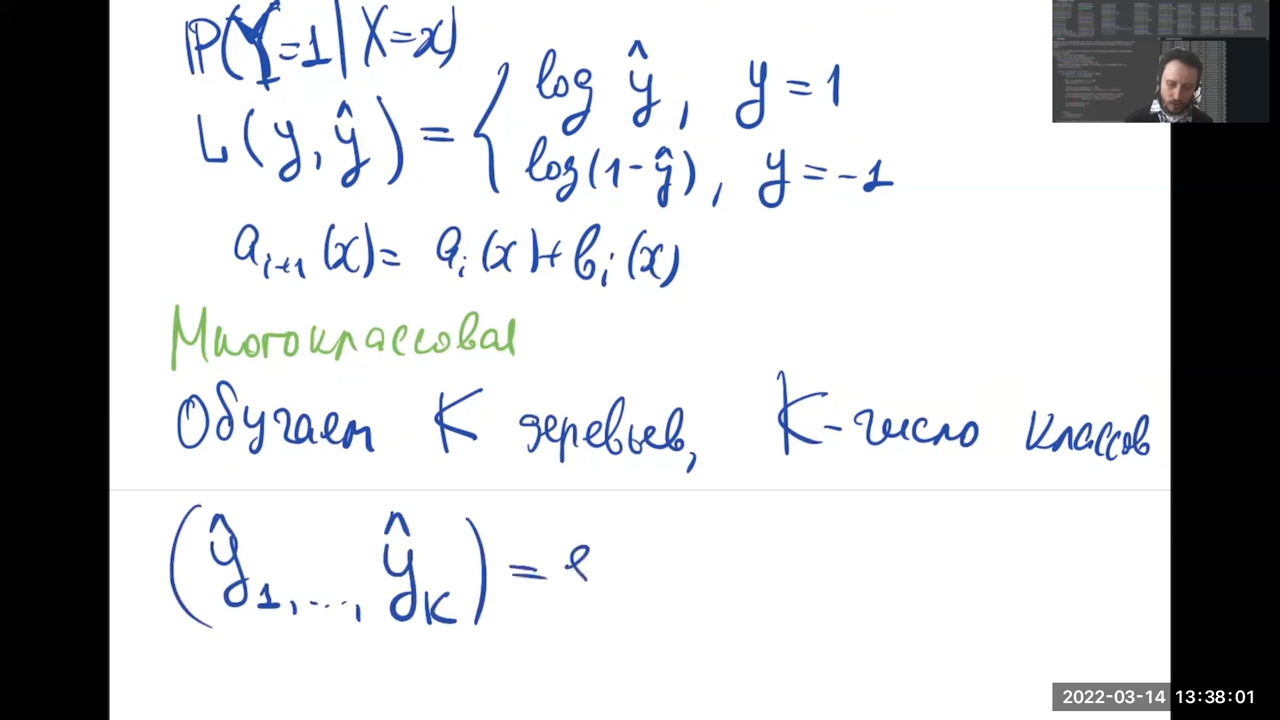 P(Y=1 | X=x)
L(y, ŷ) = { log ŷ, y = 1
log(1-ŷ), y = -1
a_{i+1}(x) = a_i(x) + b_i(x)
Многоклассовая
Обучаем K деревьев, K-число классов
(ŷ_1, ..., ŷ_K) =
2022-03-14 13:38:01